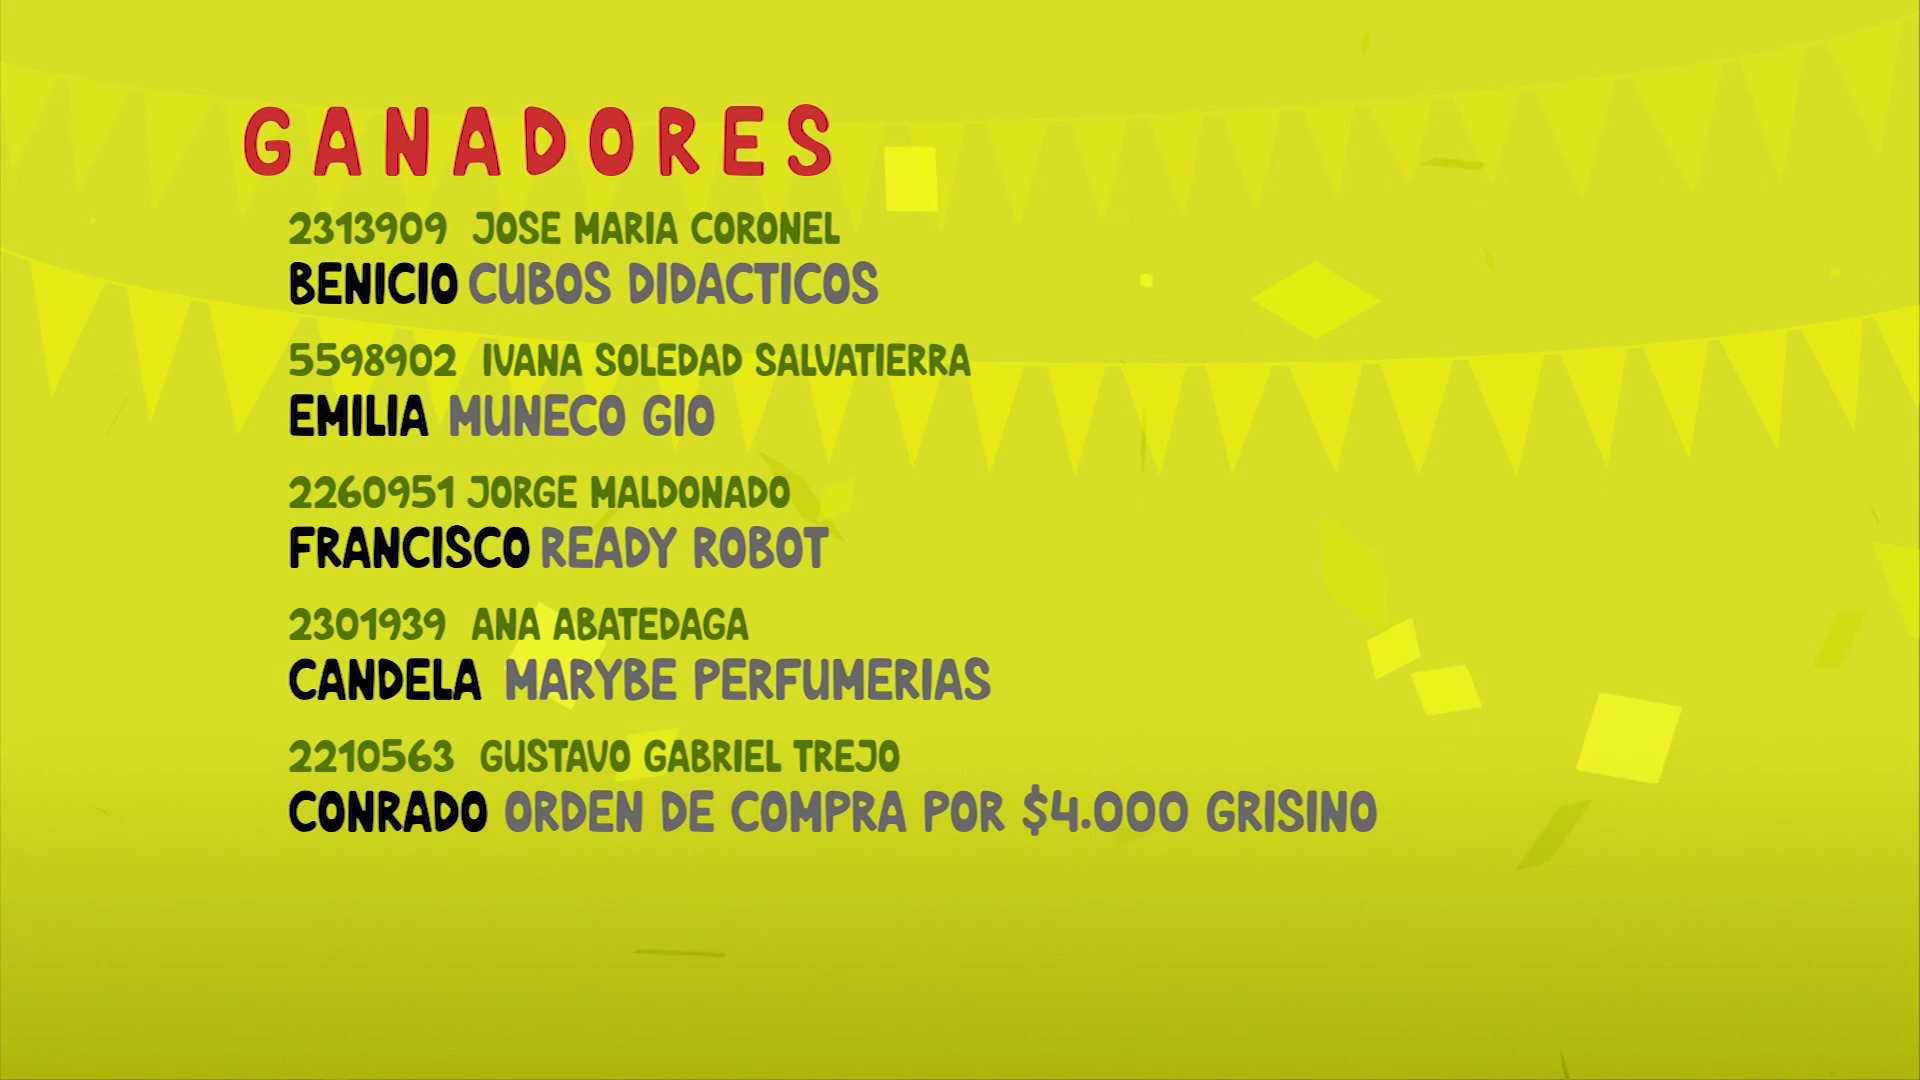 GANADORES
2313909 JOSE MARIA CORONEL
BENICIO CUBOS DIDACTICOS
5598902 IVANA SOLEDAD SALVATIERRA
EMILIA MUNECO GIO
2260951 JORGE MALDONADO
FRANCISCO READY ROBOT
2301939 ANA ABATEDAGA
CANDELA MARYBE PERFUMERIAS
2210563 GUSTAVO GABRIEL TREJO
CONRADO ORDEN DE COMPRA POR $4.000 GRISINO